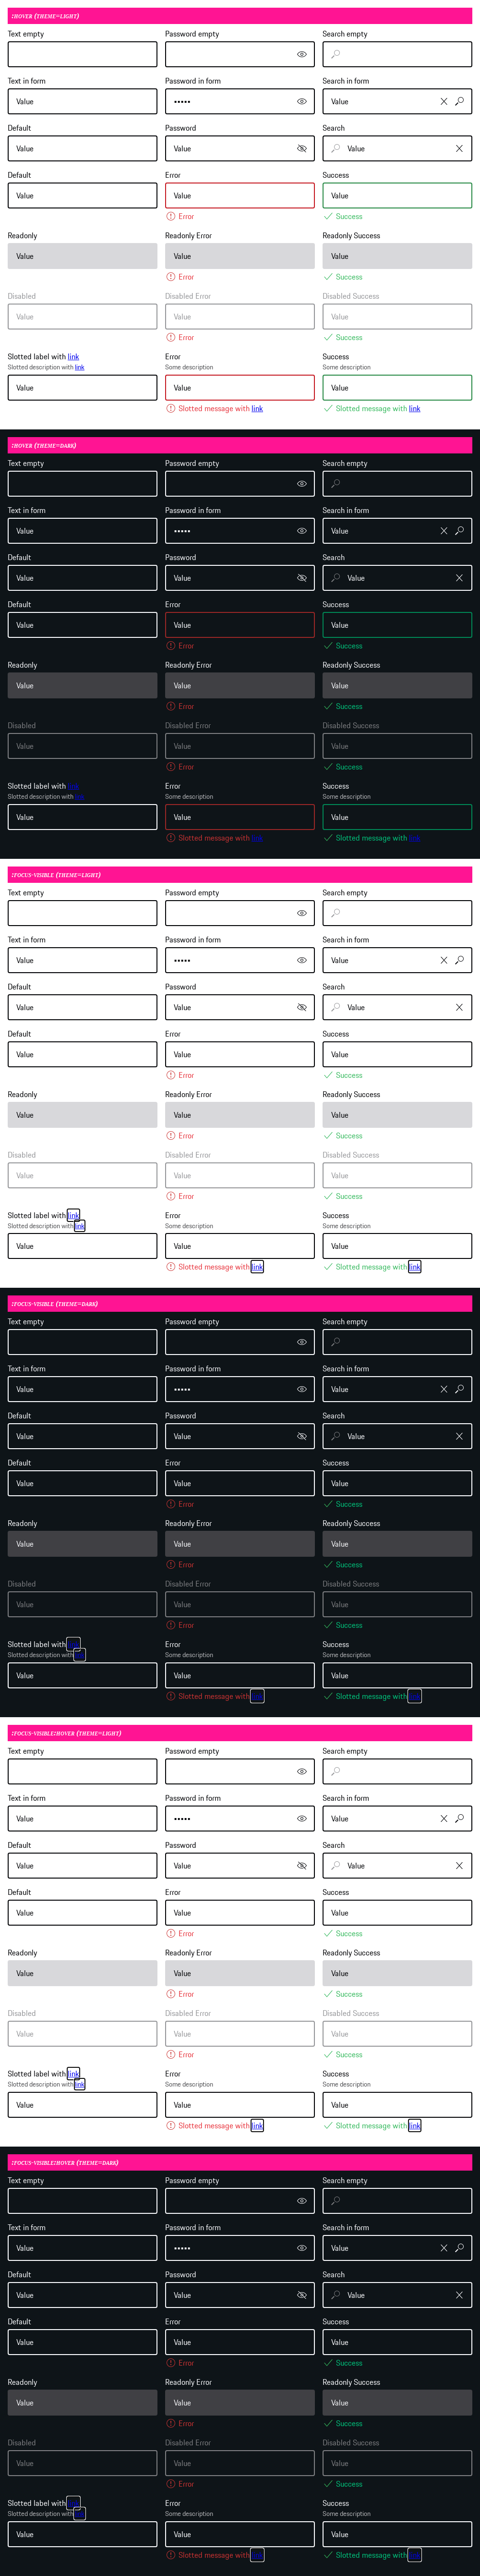 :HOVER (THEME=LIGHT)
Text empty Password empty Search empty
Text in form Password in form Search in form
Value ••••• Value
Default Password Search
Value Value Value
Default Error Success
Value Value Value
Error Success
Readonly Readonly Error Readonly Success
Value Value Value
Error Success
Disabled Disabled Error Disabled Success
Value Value Value
Error Success
Slotted label with link Error Success
Slotted description with link Some description Some description
Value Value Value
Slotted message with link Slotted message with link
:HOVER (THEME=DARK)
Text empty Password empty Search empty
Text in form Password in form Search in form
Value ••••• Value
Default Password Search
Value Value Value
Default Error Success
Value Value Value
Error Success
Readonly Readonly Error Readonly Success
Value Value Value
Error Success
Disabled Disabled Error Disabled Success
Value Value Value
Error Success
Slotted label with Error Success
Slotted description with Some description Some description
Value Value Value
Slotted message with Slotted message with
:FOCUS-VISIBLE (THEME=LIGHT)
Text empty Password empty Search empty
Text in form Password in form Search in form
Value ••••• Value
Default Password Search
Value Value Value
Default Error Success
Value Value Value
Error Success
Readonly Readonly Error Readonly Success
Value Value Value
Error Success
Disabled Disabled Error Disabled Success
Value Value Value
Error Success
Slotted label with link Error Success
Slotted description with link Some description Some description
Value Value Value
Slotted message with link Slotted message with link
:FOCUS-VISIBLE (THEME=DARK)
Text empty Password empty Search empty
Text in form Password in form Search in form
Value ••••• Value
Default Password Search
Value Value Value
Default Error Success
Value Value Value
Error Success
Readonly Readonly Error Readonly Success
Value Value Value
Error Success
Disabled Disabled Error Disabled Success
Value Value Value
Error Success
Slotted label with Error Success
Slotted description with Some description Some description
Value Value Value
Slotted message with Slotted message with
:FOCUS-VISIBLE:HOVER (THEME=LIGHT)
Text empty Password empty Search empty
Text in form Password in form Search in form
Value ••••• Value
Default Password Search
Value Value Value
Default Error Success
Value Value Value
Error Success
Readonly Readonly Error Readonly Success
Value Value Value
Error Success
Disabled Disabled Error Disabled Success
Value Value Value
Error Success
Slotted label with link Error Success
Slotted description with link Some description Some description
Value Value Value
Slotted message with link Slotted message with link
:FOCUS-VISIBLE:HOVER (THEME=DARK)
Text empty Password empty Search empty
Text in form Password in form Search in form
Value ••••• Value
Default Password Search
Value Value Value
Default Error Success
Value Value Value
Error Success
Readonly Readonly Error Readonly Success
Value Value Value
Error Success
Disabled Disabled Error Disabled Success
Value Value Value
Error Success
Slotted label with Error Success
Slotted description with Some description Some description
Value Value Value
Slotted message with Slotted message with